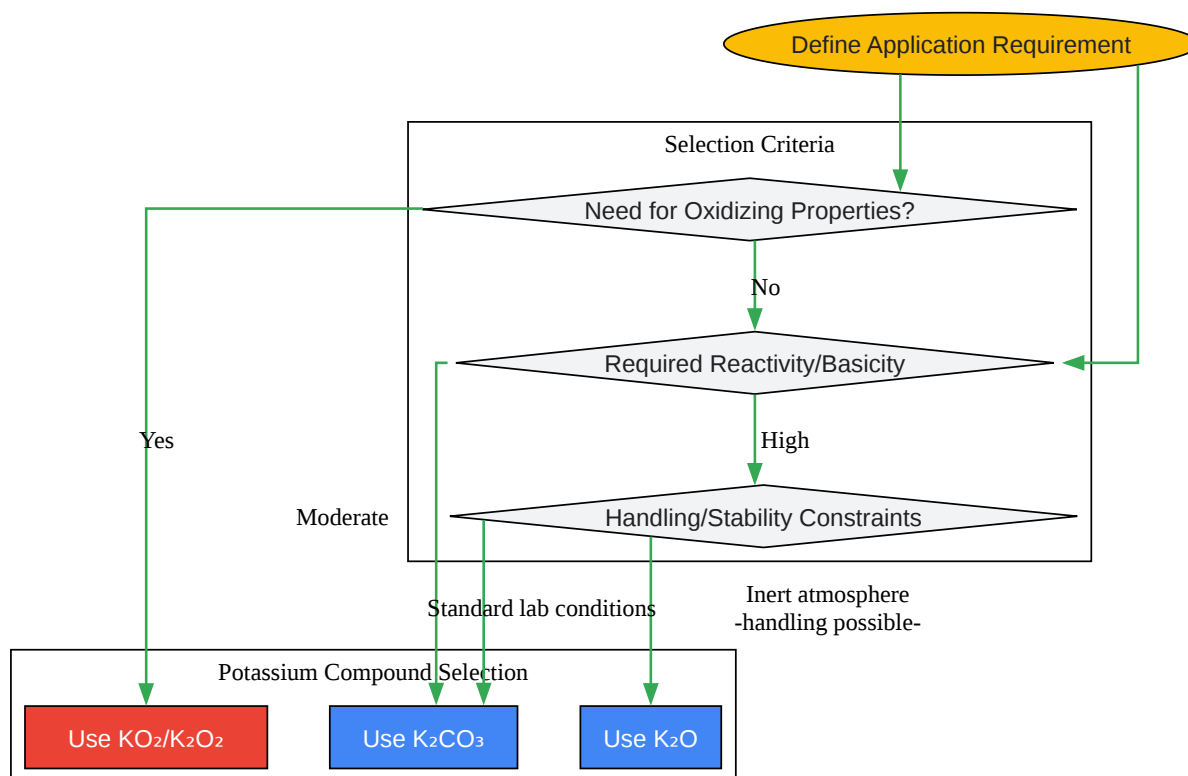 Define Application Requirement
Selection Criteria
Need for Oxidizing Properties?
No
Required Reactivity/Basicity
Yes
High
Moderate
Handling/Stability Constraints
Standard lab conditions
Inert atmosphere
-handling possible-
Potassium Compound Selection
Use KO₂/K₂O₂
Use K₂CO₃
Use K₂O